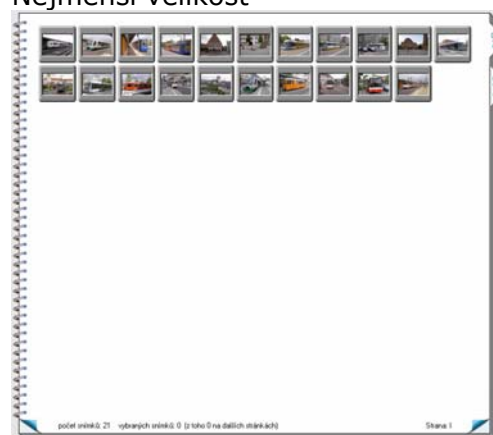 Nejmenší velikost
počet snímků: 21 vybraných snímků: 0 (z toho 0 na dalších stránkách) Strana: 1